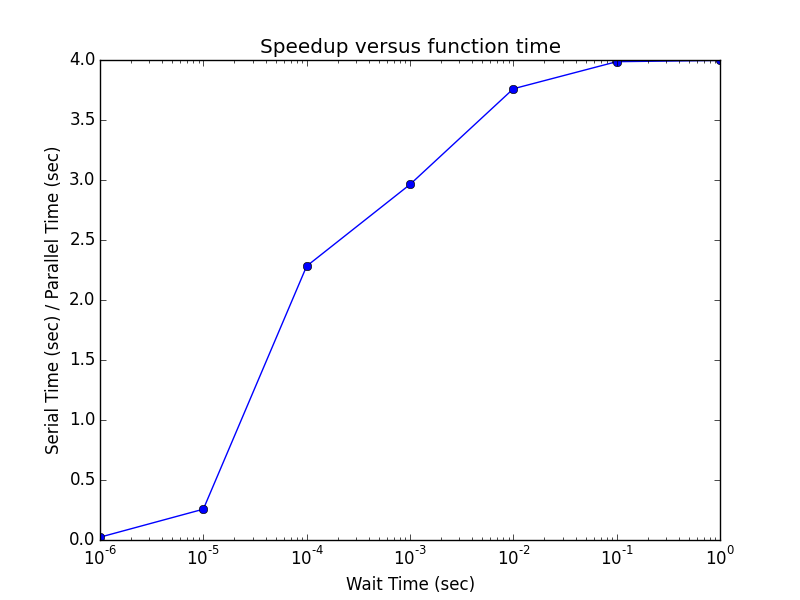 Speedup versus function time
Serial Time (sec) / Parallel Time (sec)
4.0
3.5
3.0
2.5
2.0
1.5
1.0
0.5
0.0
10⁻⁶ 10⁻⁵ 10⁻⁴ 10⁻³ 10⁻² 10⁻¹ 10⁰
Wait Time (sec)